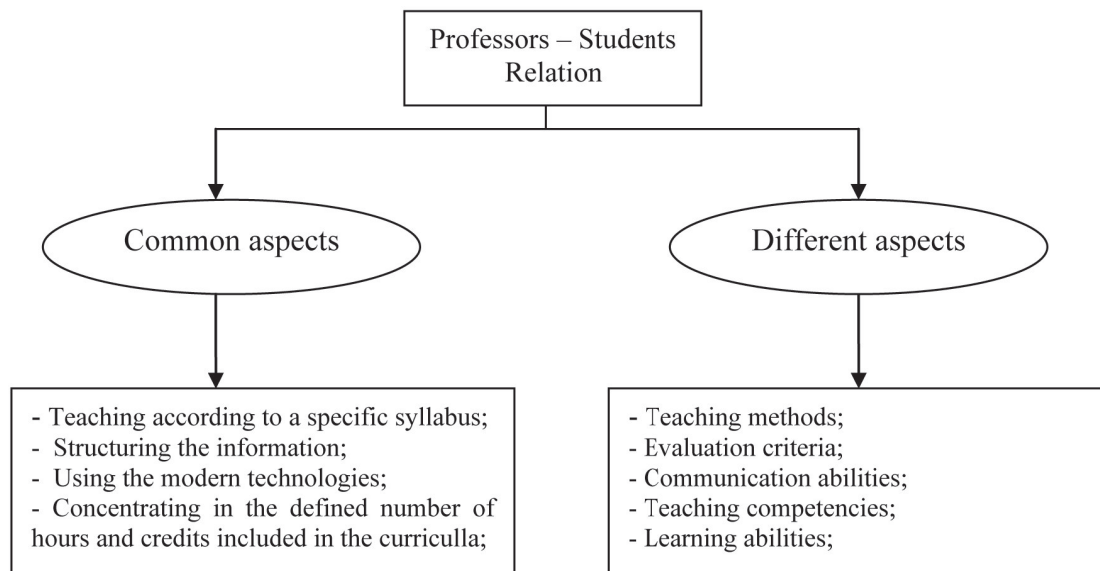 Professors – Students
Relation
Common aspects
Different aspects
- Teaching according to a specific syllabus;
- Structuring the information;
- Using the modern technologies;
- Concentrating in the defined number of
hours and credits included in the curriculla;
- Teaching methods;
- Evaluation criteria;
- Communication abilities;
- Teaching competencies;
- Learning abilities;